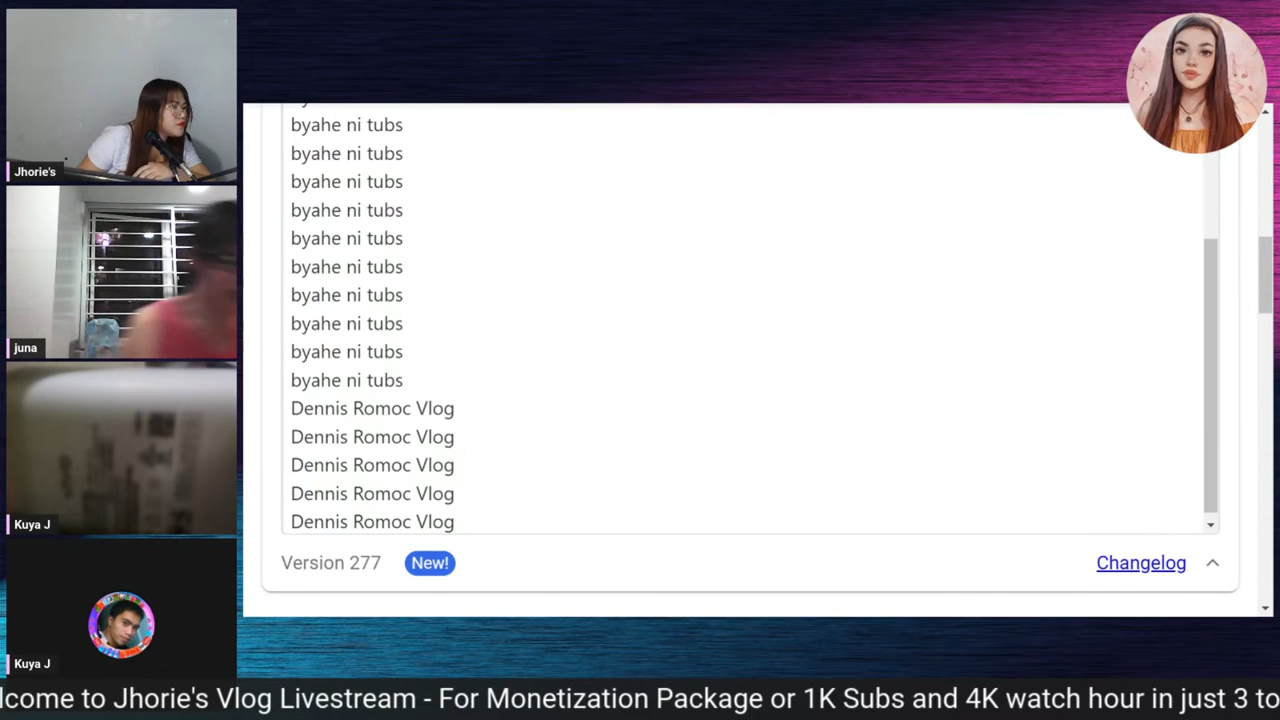 Jhorie's
juna
Kuya J
Kuya J
byahe ni tubs
byahe ni tubs
byahe ni tubs
byahe ni tubs
byahe ni tubs
byahe ni tubs
byahe ni tubs
byahe ni tubs
byahe ni tubs
byahe ni tubs
Dennis Romoc Vlog
Dennis Romoc Vlog
Dennis Romoc Vlog
Dennis Romoc Vlog
Dennis Romoc Vlog
Version 277 New! Changelog
lcome to Jhorie's Vlog Livestream - For Monetization Package or 1K Subs and 4K watch hour in just 3 to